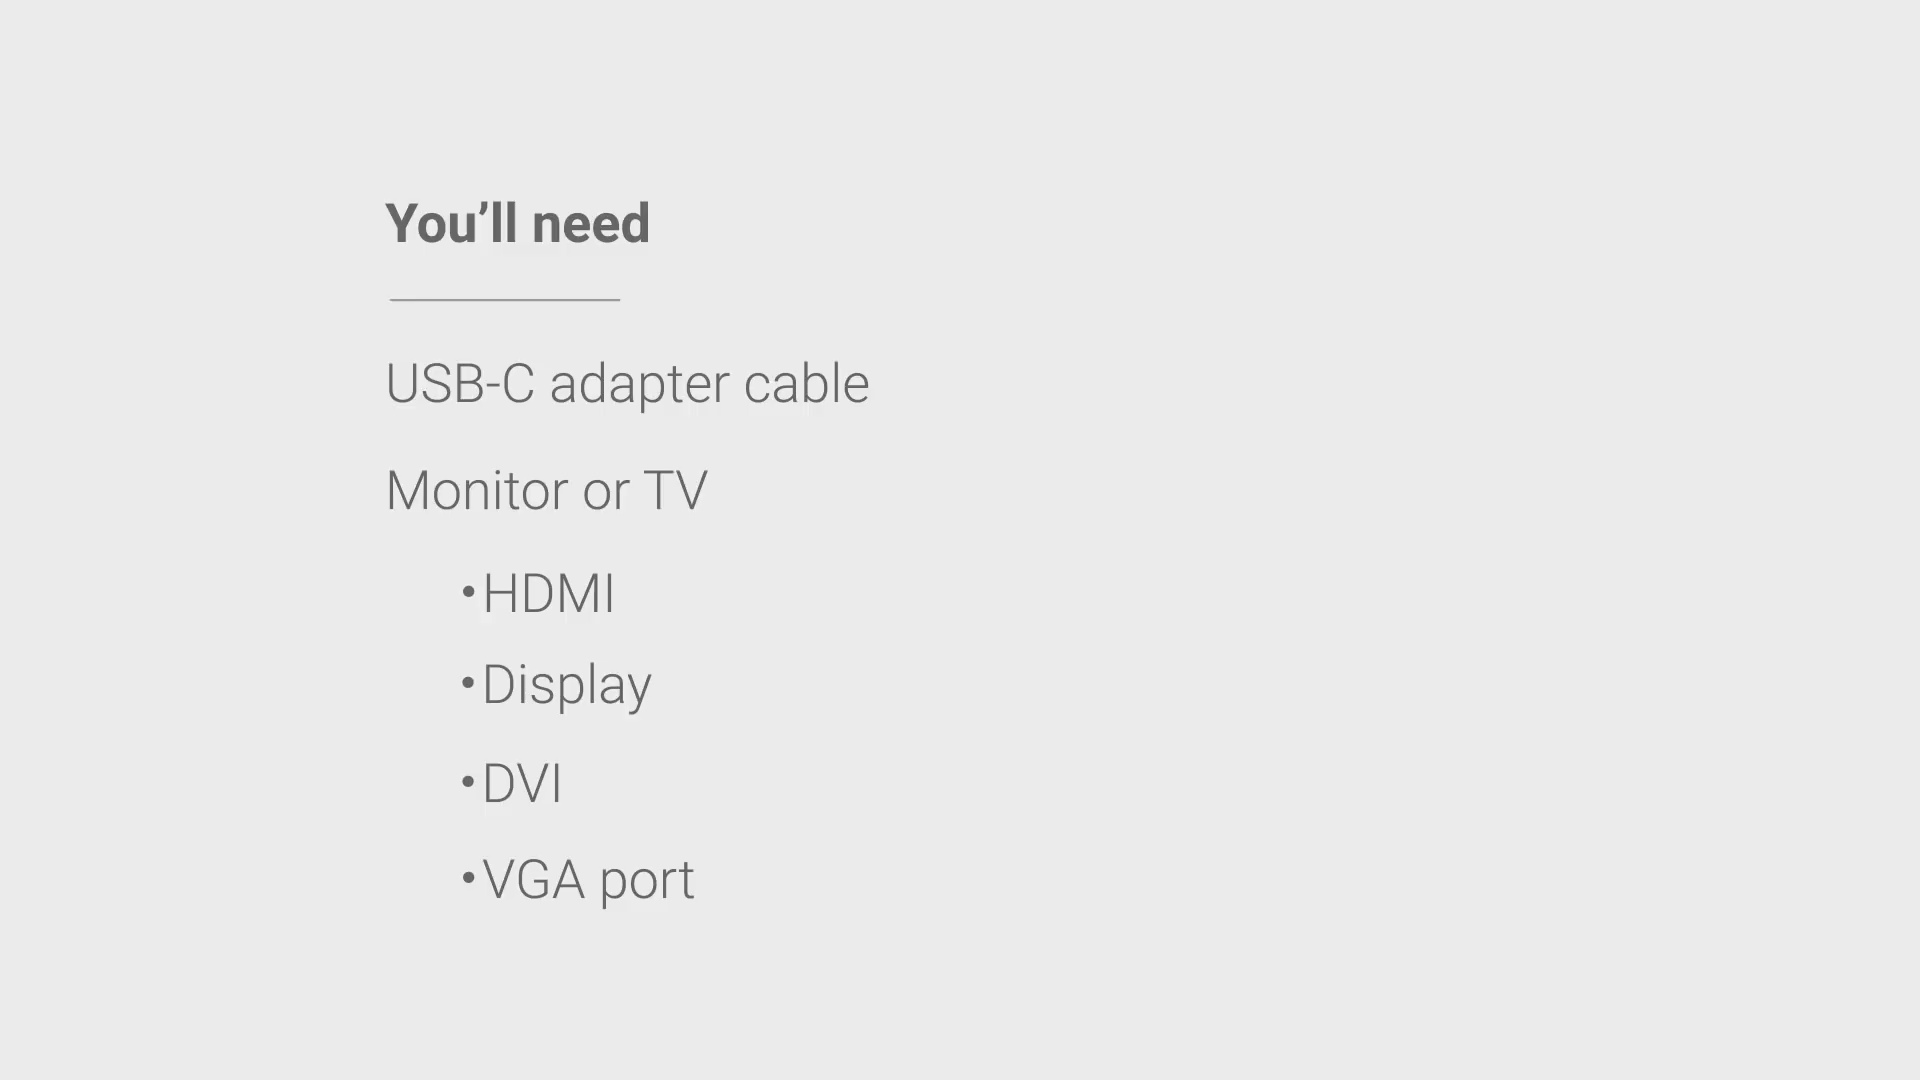 You’ll need
USB-C adapter cable
Monitor or TV
•HDMI
•Display
•DVI
•VGA port